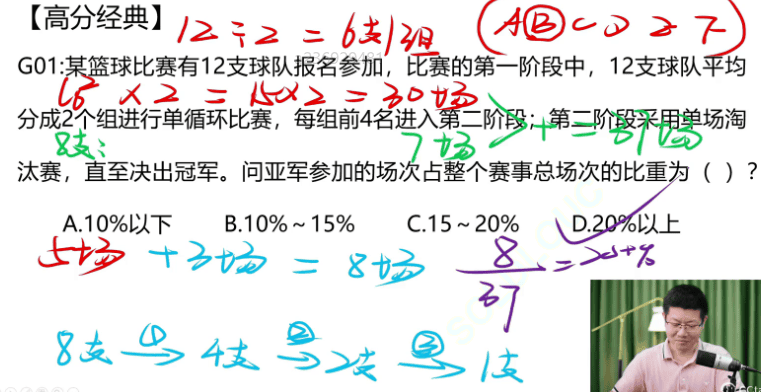 【高分经典】
12÷2=6支/组
G01:某篮球比赛有12支球队报名参加，比赛的第一阶段中，12支球队平均
×2=15×2=30场
分成2个组进行单循环比赛，每组前4名进入第二阶段；第二阶段采用单场淘
8支： 7场 >+=37场
汰赛，直至决出冠军。问亚军参加的场次占整个赛事总场次的比重为（ ）？
A.10%以下 B.10%～15% C.15～20% D.20%以上
5场+3场=8场 8/37=20+%
8支①→4支②→2支③→1支